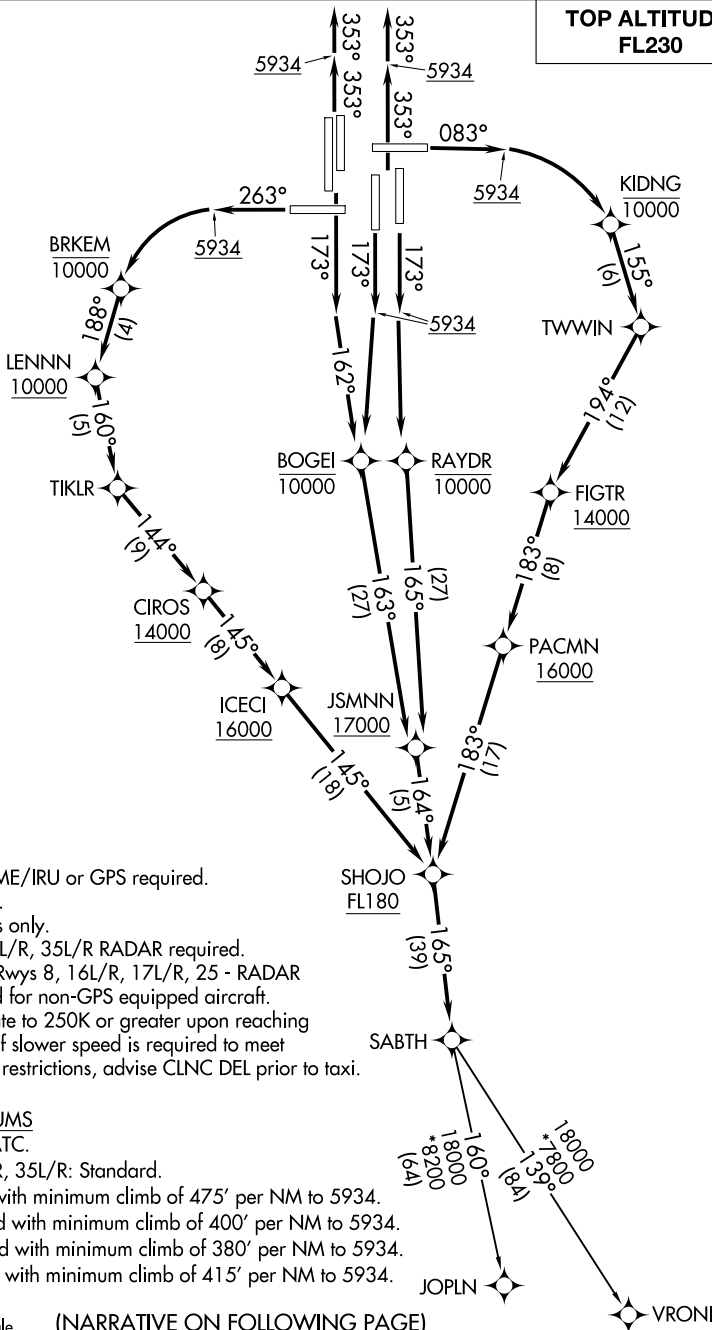 TOP ALTITUD
FL230
353°
353°
5934
5934
353°
353°
083°
5934
KIDNG
10000
263°
5934
BRKEM
10000
155°
(6)
173°
173°
173°
188°
(4)
5934
TWWIN
LENNN
10000
162°
160°
(5)
194°
(12)
BOGEI
10000
RAYDR
10000
TIKLR
FIGTR
14000
144°
(9)
183°
(8)
163°
(27)
165°
(27)
CIROS
14000
145°
(8)
PACMN
16000
ICECI
16000
JSMNN
17000
183°
(17)
145°
(18)
164°
(5)
ME/IRU or GPS required.
.
s only.
L/R, 35L/R RADAR required.
Rwys 8, 16L/R, 17L/R, 25 - RADAR
d for non-GPS equipped aircraft.
ate to 250K or greater upon reaching
if slower speed is required to meet
restrictions, advise CLNC DEL prior to taxi.
SHOJO
FL180
165°
(39)
SABTH
UMS
ATC.
R, 35L/R: Standard.
with minimum climb of 475' per NM to 5934.
d with minimum climb of 400' per NM to 5934.
d with minimum climb of 380' per NM to 5934.
with minimum climb of 415' per NM to 5934.
18000
*8200
160°
(64)
18000
*7800
139°
(84)
JOPLN
VRONI
(NARRATIVE ON FOLLOWING PAGE)